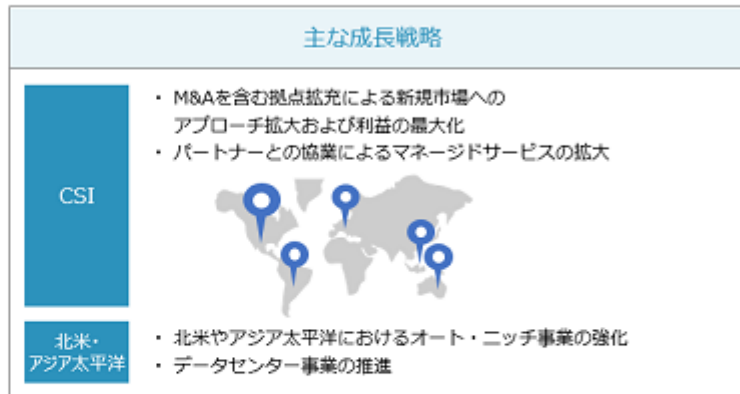 主な成長戦略
CSI
・ M&Aを含む拠点拡充による新規市場への
アプローチ拡大および利益の最大化
・ パートナーとの協業によるマネージドサービスの拡大
北米・
アジア太平洋
・ 北米やアジア太平洋におけるオート・ニッチ事業の強化
・ データセンター事業の推進